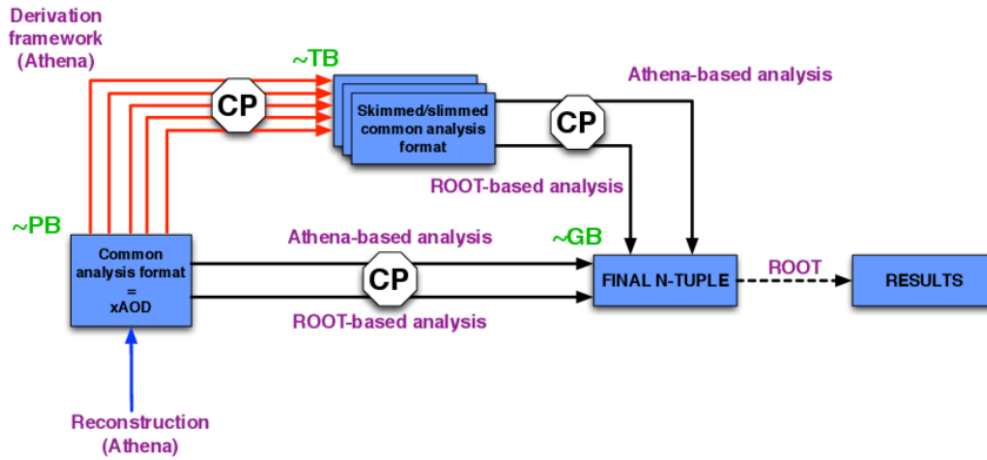 Derivation
framework
(Athena)
~TB
CP
Skimmed/slimmed
common analysis
format
CP
Athena-based analysis
ROOT-based analysis
~PB
Common
analysis format
=
xAOD
Athena-based analysis
CP
ROOT-based analysis
~GB
FINAL N-TUPLE
ROOT
RESULTS
Reconstruction
(Athena)